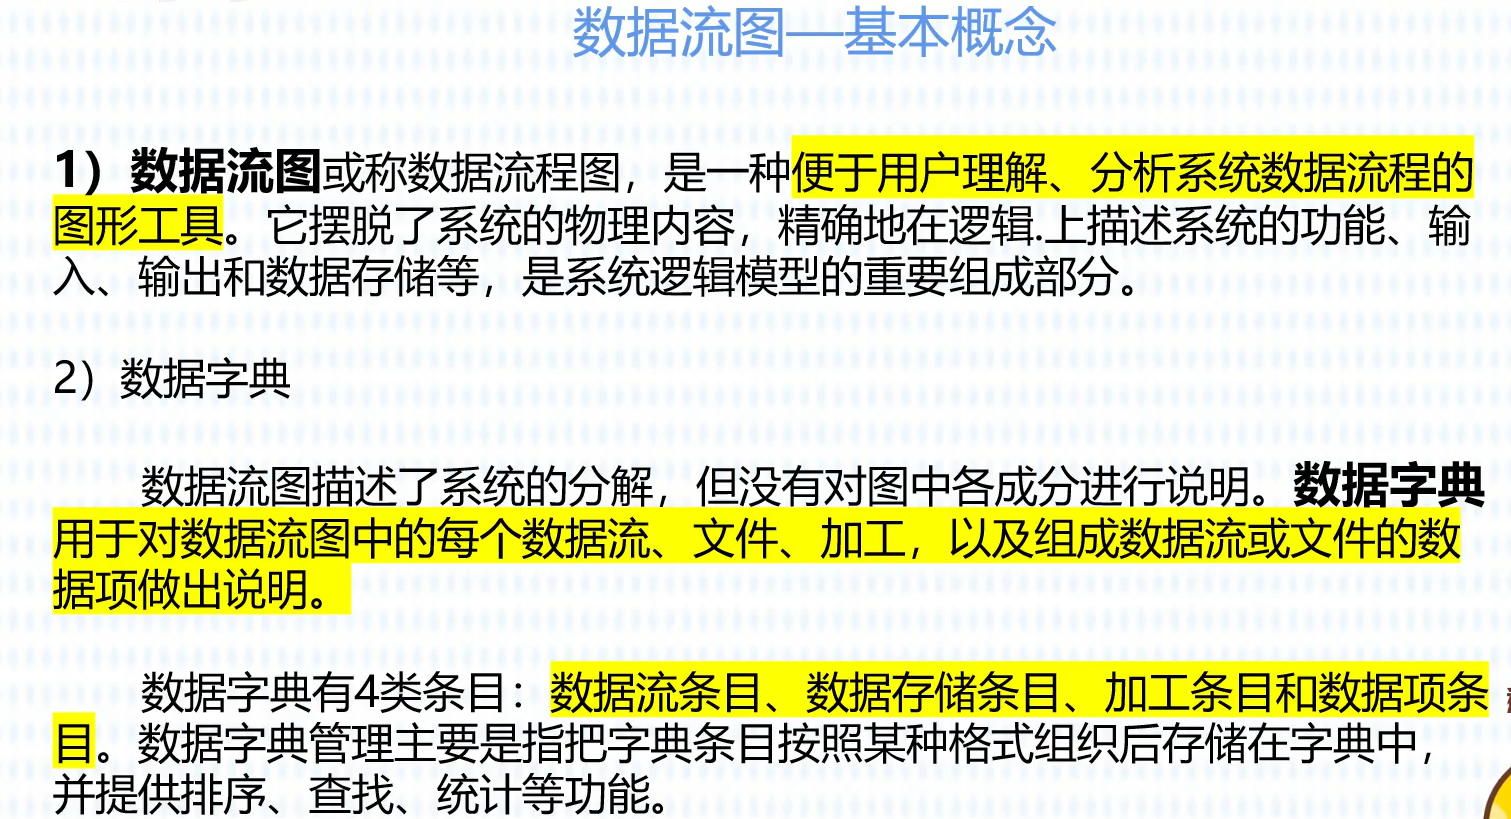 数据流图—基本概念
1）数据流图或称数据流程图，是一种便于用户理解、分析系统数据流程的
图形工具。它摆脱了系统的物理内容，精确地在逻辑.上描述系统的功能、输
入、输出和数据存储等，是系统逻辑模型的重要组成部分。
2）数据字典
数据流图描述了系统的分解，但没有对图中各成分进行说明。数据字典
用于对数据流图中的每个数据流、文件、加工，以及组成数据流或文件的数
据项做出说明。
数据字典有4类条目：数据流条目、数据存储条目、加工条目和数据项条
目。数据字典管理主要是指把字典条目按照某种格式组织后存储在字典中，
并提供排序、查找、统计等功能。